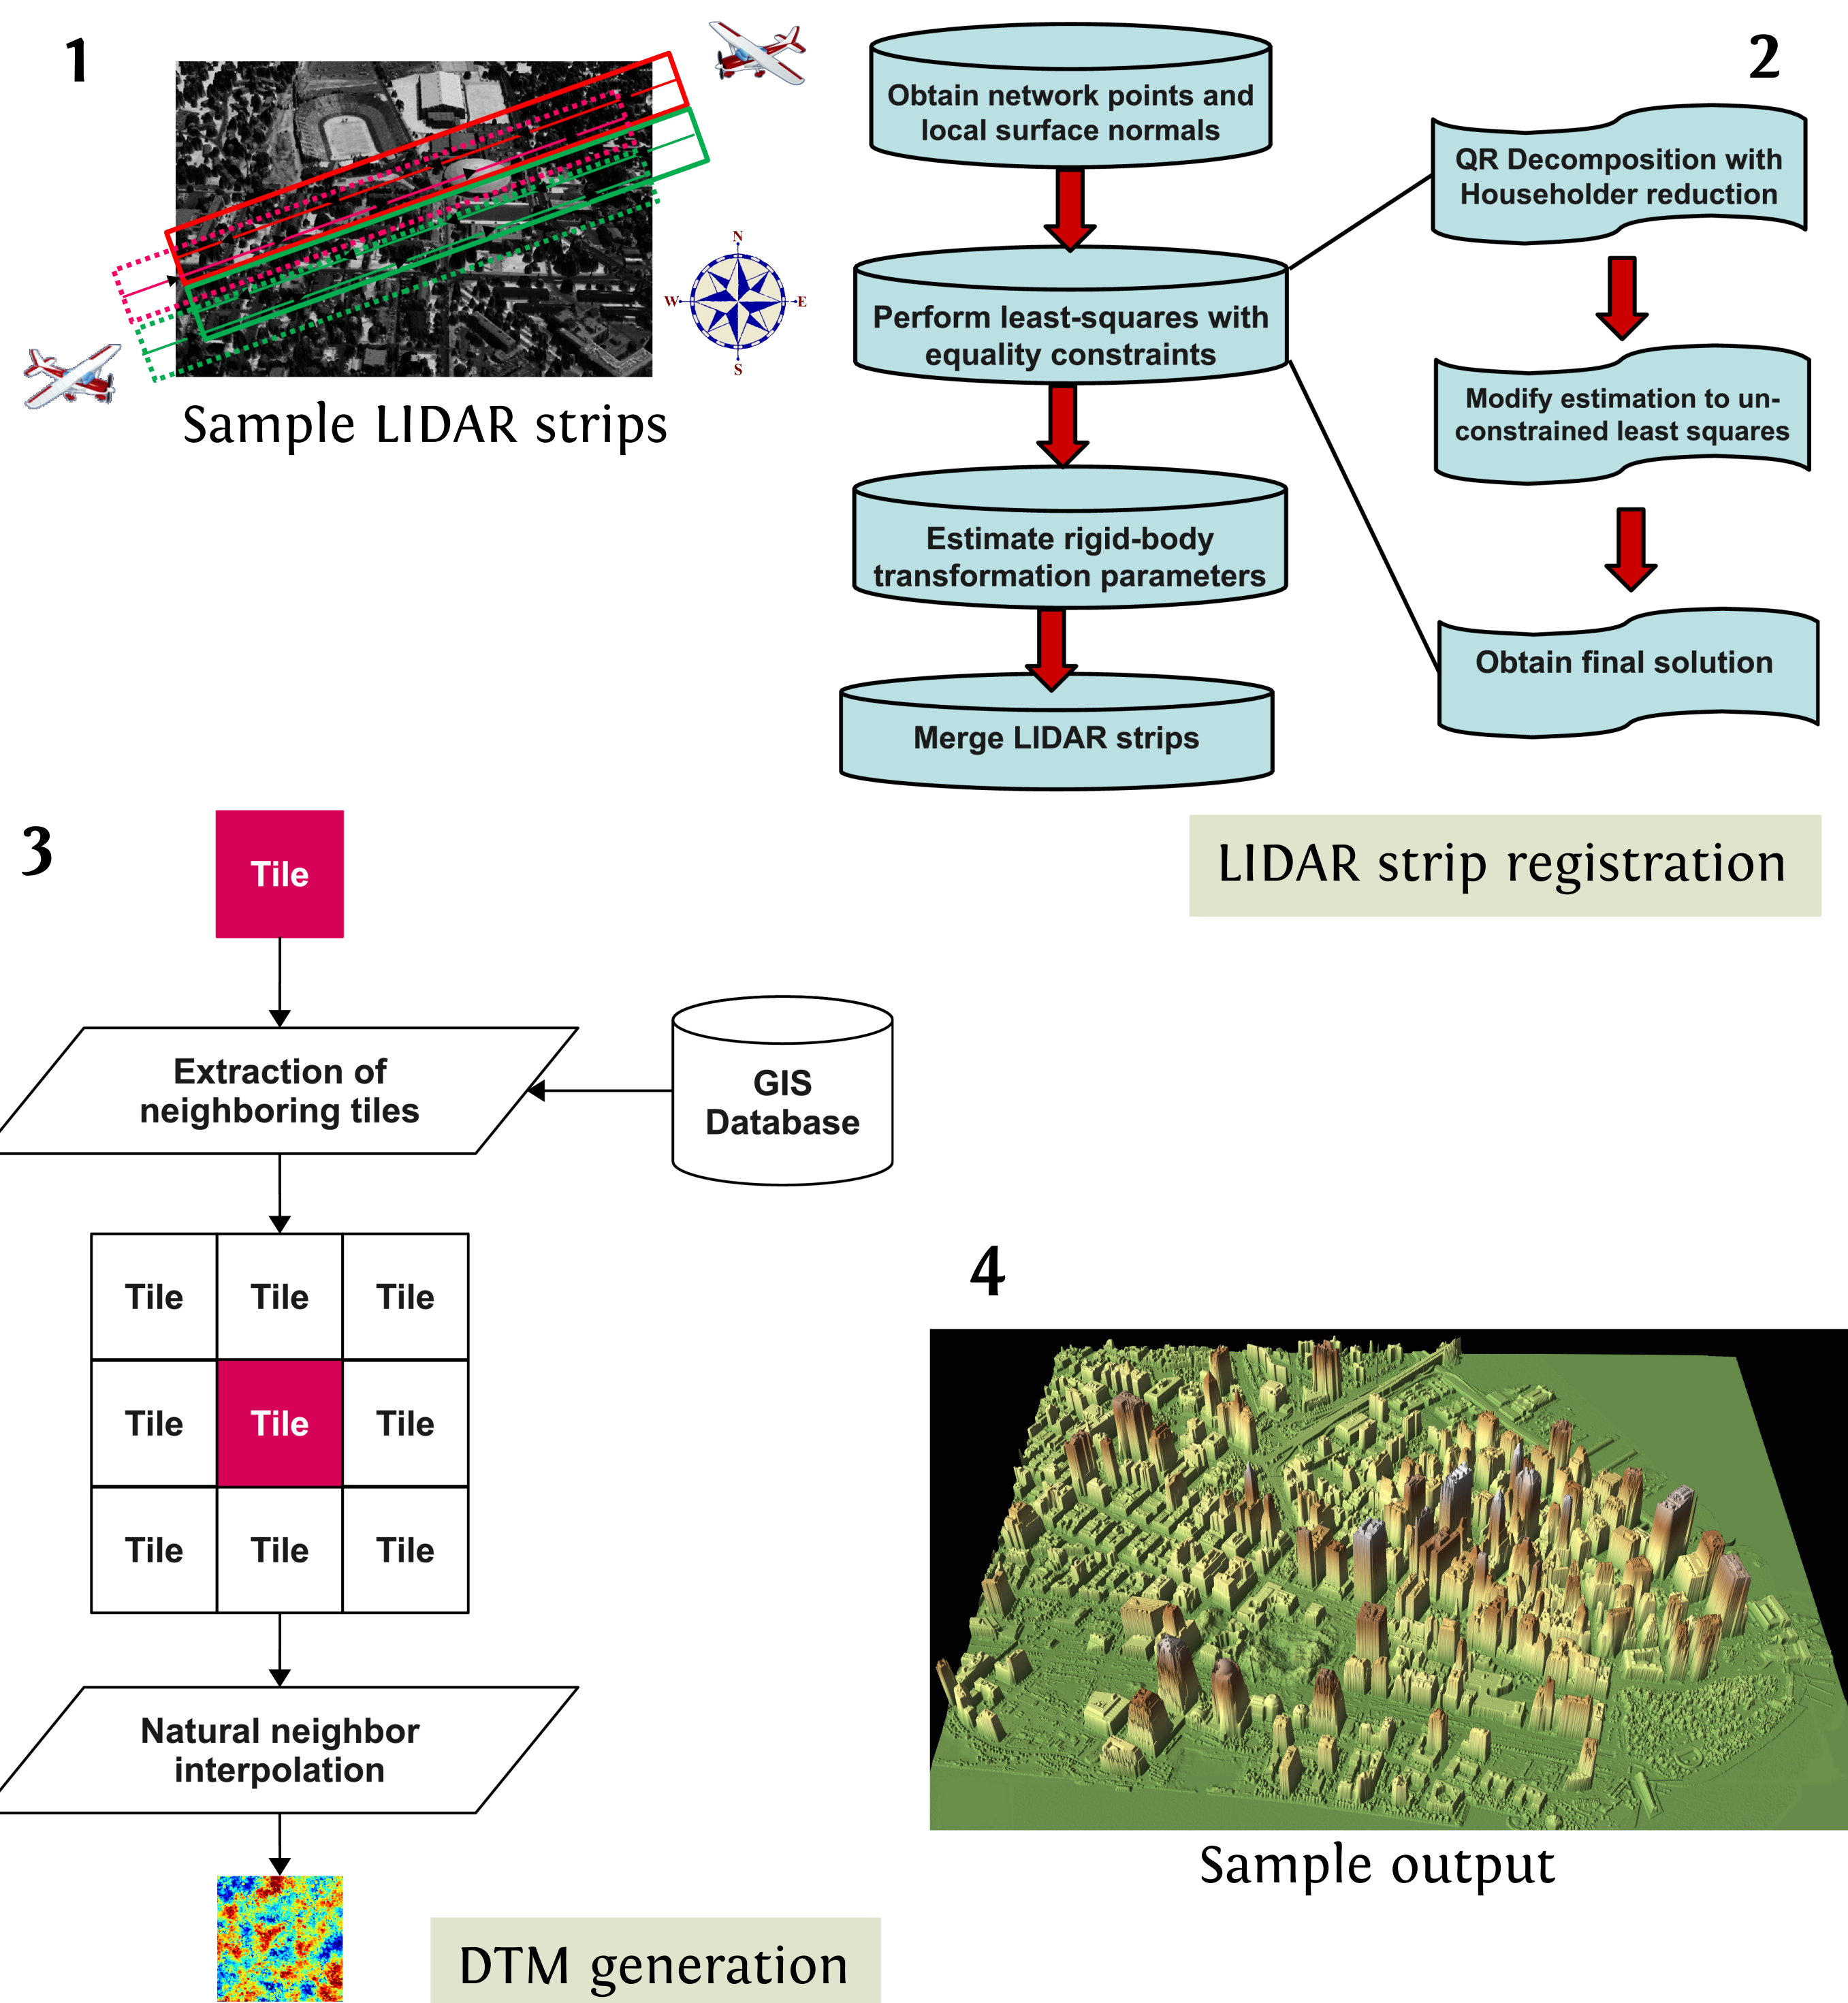 1
N
W
E
S
Sample LIDAR strips
2
Obtain network points and
local surface normals
Perform least-squares with
equality constraints
Estimate rigid-body
transformation parameters
Merge LIDAR strips
QR Decomposition with
Householder reduction
Modify estimation to un-
constrained least squares
Obtain final solution
LIDAR strip registration
3
Tile
Extraction of
neighboring tiles
GIS
Database
Tile Tile Tile
Tile Tile Tile
Tile Tile Tile
Natural neighbor
interpolation
DTM generation
4
Sample output